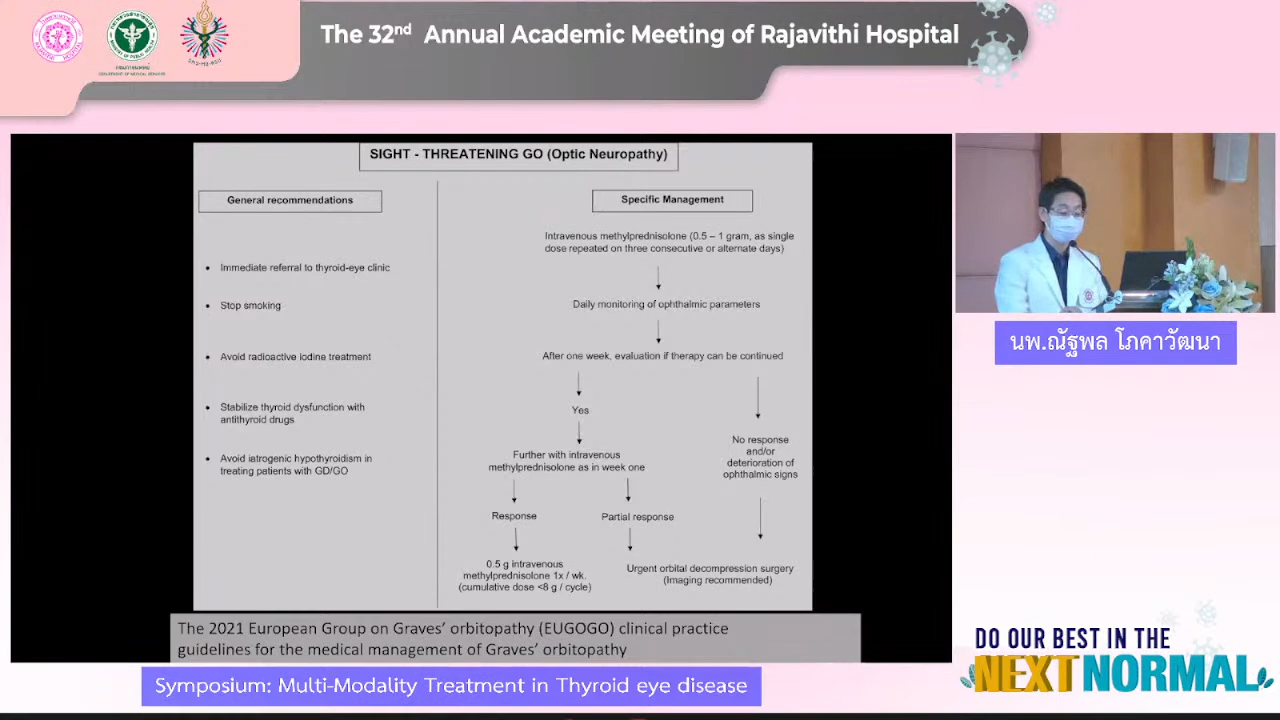 The 32nd Annual Academic Meeting of Rajavithi Hospital
SIGHT - THREATENING GO (Optic Neuropathy)
General recommendations
• Immediate referral to thyroid-eye clinic
• Stop smoking
• Avoid radioactive iodine treatment
• Stabilize thyroid dysfunction with
antithyroid drugs
• Avoid iatrogenic hypothyroidism in
treating patients with GD/GO
Specific Management
Intravenous methylprednisolone (0.5 – 1 gram, as single
dose repeated on three consecutive or alternate days)
Daily monitoring of ophthalmic parameters
After one week, evaluation if therapy can be continued
Yes
Further with intravenous
methylprednisolone as in week one
Response
Partial response
0.5 g intravenous
methylprednisolone 1x / wk.
(cumulative dose <8 g / cycle)
No response
and/or
deterioration of
ophthalmic signs
Urgent orbital decompression surgery
(Imaging recommended)
The 2021 European Group on Graves' orbitopathy (EUGOGO) clinical practice
guidelines for the medical management of Graves' orbitopathy
นพ.ณัฐพล โภคาวัฒนา
Symposium: Multi-Modality Treatment in Thyroid eye disease
DO OUR BEST IN THE
NEXT NORMAL